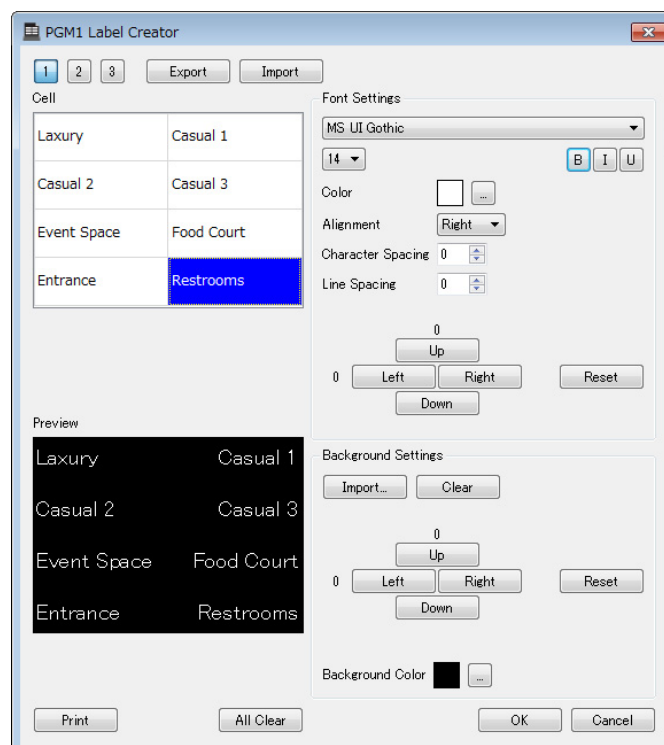 PGM1 Label Creator
1 2 3 Export Import
Cell
Laxury Casual 1
Casual 2 Casual 3
Event Space Food Court
Entrance Restrooms
Font Settings
MS UI Gothic
14 B I U
Color ...
Alignment Right
Character Spacing 0
Line Spacing 0
0
Up
0 Left Right Reset
Down
Preview
Laxury Casual 1
Casual 2 Casual 3
Event Space Food Court
Entrance Restrooms
Background Settings
Import... Clear
0
Up
0 Left Right Reset
Down
Background Color ...
Print All Clear OK Cancel